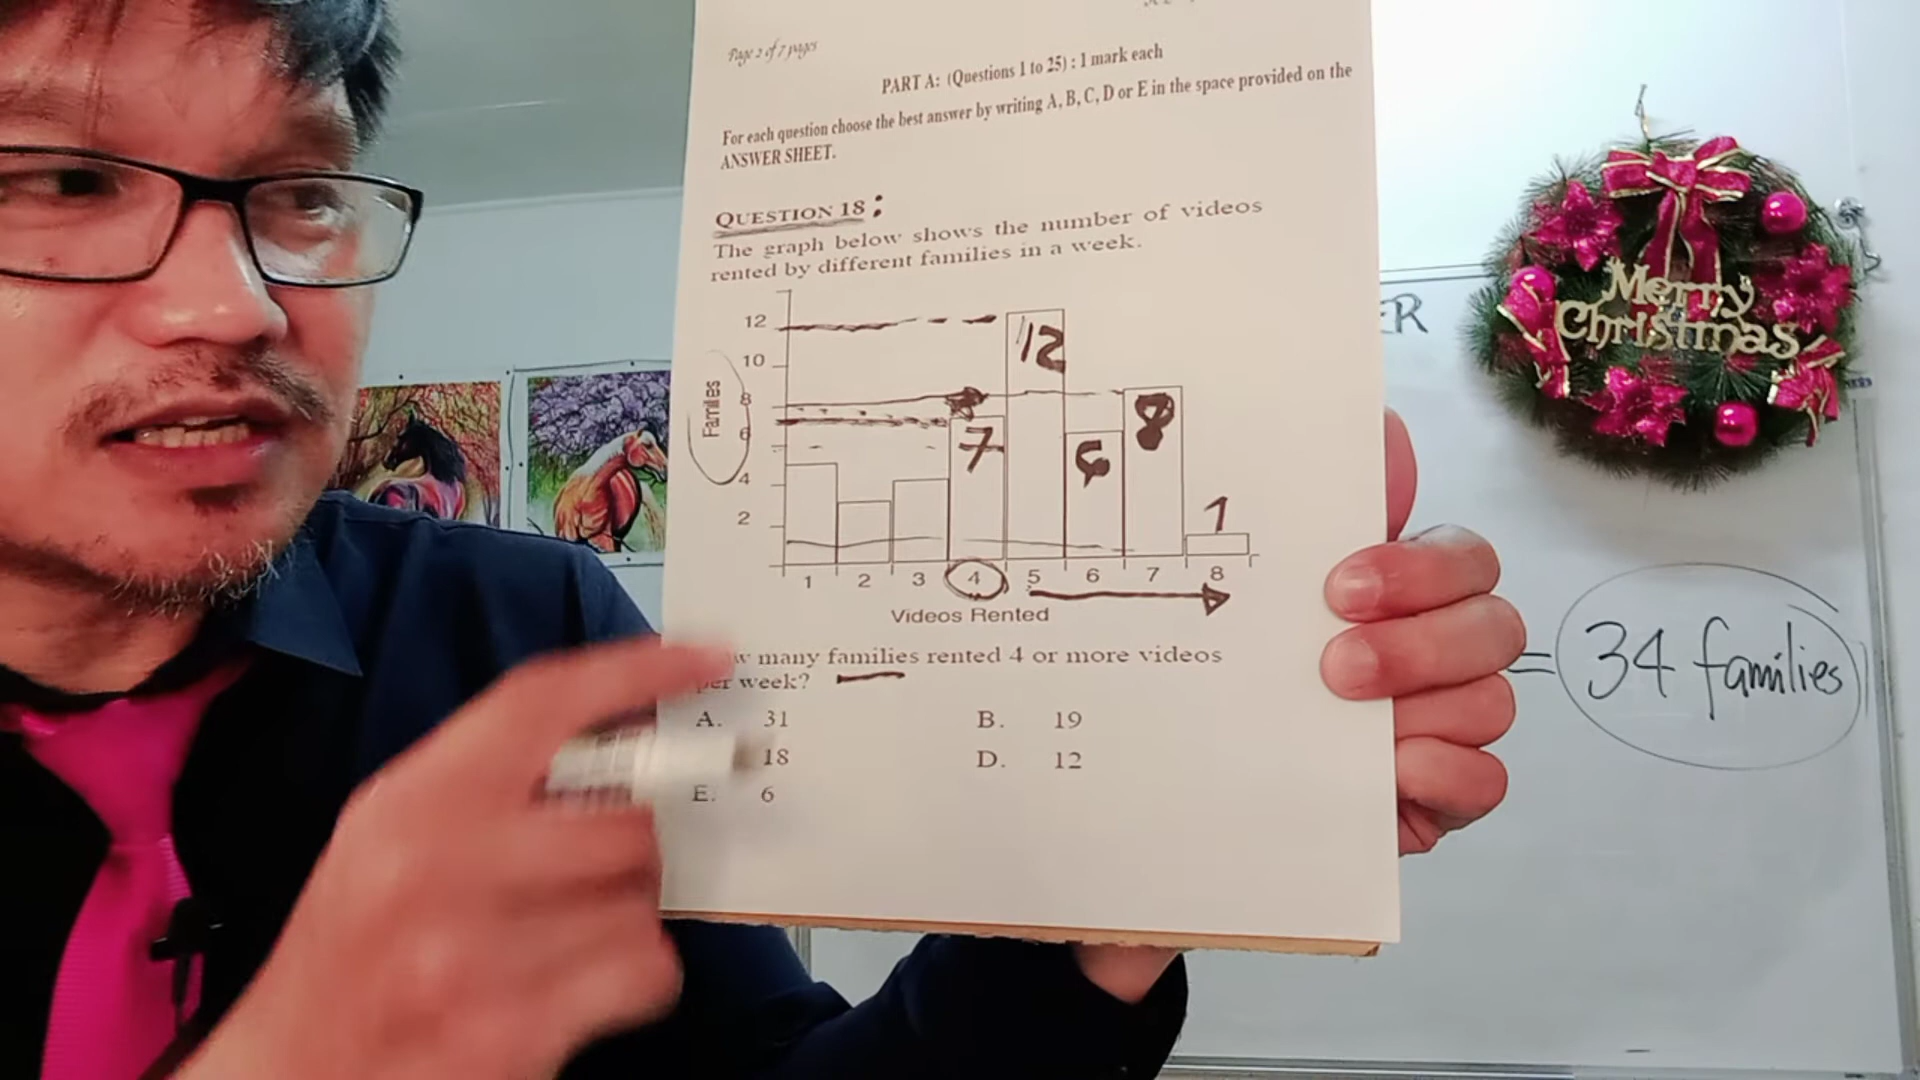 Page 2 of 7 pages
PART A: (Questions 1 to 25) : 1 mark each
For each question choose the best answer by writing A, B, C, D or E in the space provided on the
ANSWER SHEET.
QUESTION 18:
The graph below shows the number of videos
rented by different families in a week.
12
10
8
6
4
2
Families
12
7
6
8
1
1 2 3 4 5 6 7 8
Videos Rented
many families rented 4 or more videos
per week?
A. 31 B. 19
18 D. 12
E. 6
ER
= 34 families
Merry
Christmas